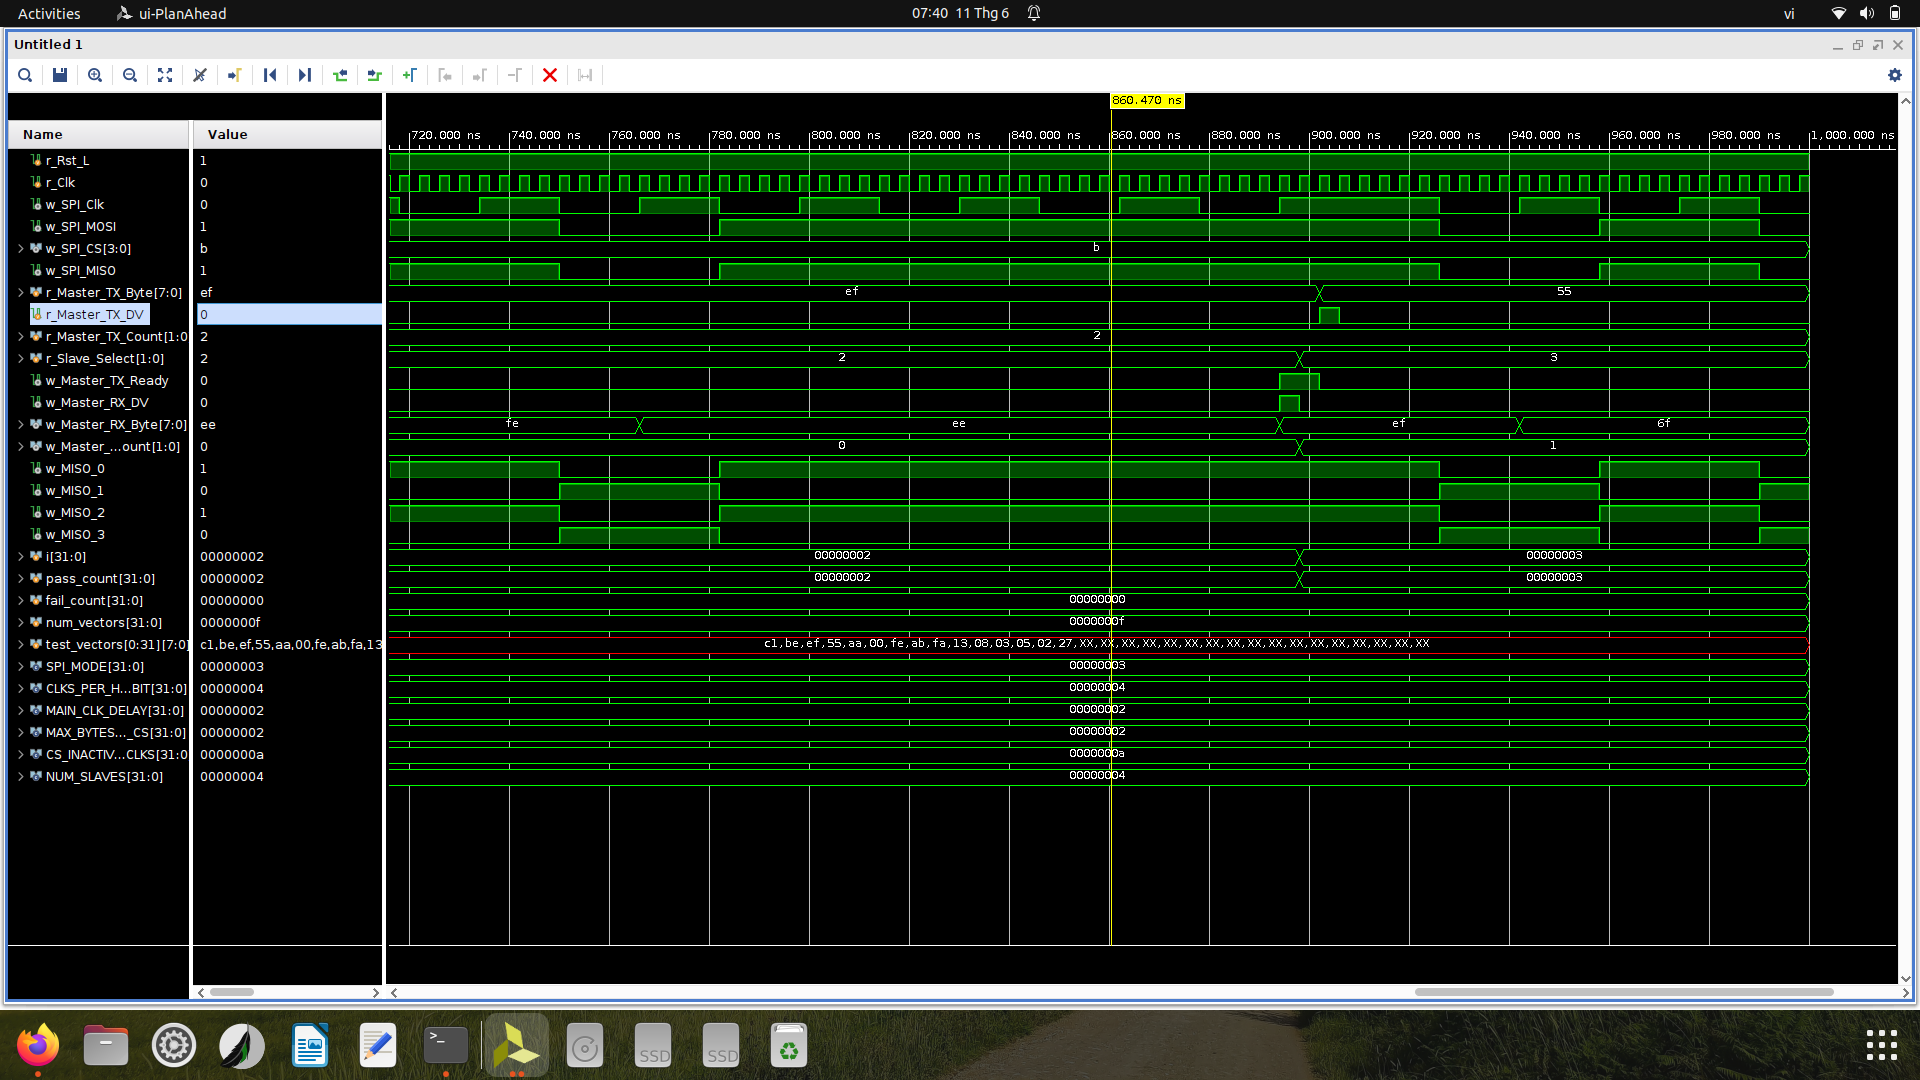 Activities ui-PlanAhead 07:40 11 Thg 6 vi
Untitled 1
860.470 ns
Name Value
720.000 ns 740.000 ns 760.000 ns 780.000 ns 800.000 ns 820.000 ns 840.000 ns 860.000 ns 880.000 ns 900.000 ns 920.000 ns 940.000 ns 960.000 ns 980.000 ns 1,000.000 ns
r_Rst_L 1
r_Clk 0
w_SPI_Clk 0
w_SPI_MOSI 1
w_SPI_CS[3:0] b b
w_SPI_MISO 1
r_Master_TX_Byte[7:0] ef ef 55
r_Master_TX_DV 0
r_Master_TX_Count[1:0 2 2
r_Slave_Select[1:0] 2 2 3
w_Master_TX_Ready 0
w_Master_RX_DV 0
w_Master_RX_Byte[7:0] ee fe ee ef 6f
w_Master_...ount[1:0] 0 0 1
w_MISO_0 1
w_MISO_1 0
w_MISO_2 1
w_MISO_3 0
i[31:0] 00000002 00000002 00000003
pass_count[31:0] 00000002 00000002 00000003
fail_count[31:0] 00000000 00000000
num_vectors[31:0] 0000000f 0000000f
test_vectors[0:31][7:0] c1,be,ef,55,aa,00,fe,ab,fa,13 c1,be,ef,55,aa,00,fe,ab,fa,13,08,03,05,02,27,XX,XX,XX,XX,XX,XX,XX,XX,XX,XX,XX,XX,XX,XX,XX,XX,XX
SPI_MODE[31:0] 00000003 00000003
CLKS_PER_H...BIT[31:0] 00000004 00000004
MAIN_CLK_DELAY[31:0] 00000002 00000002
MAX_BYTES..._CS[31:0] 00000002 00000002
CS_INACTIV...CLKS[31:0 0000000a 0000000a
NUM_SLAVES[31:0] 00000004 00000004
SSD SSD